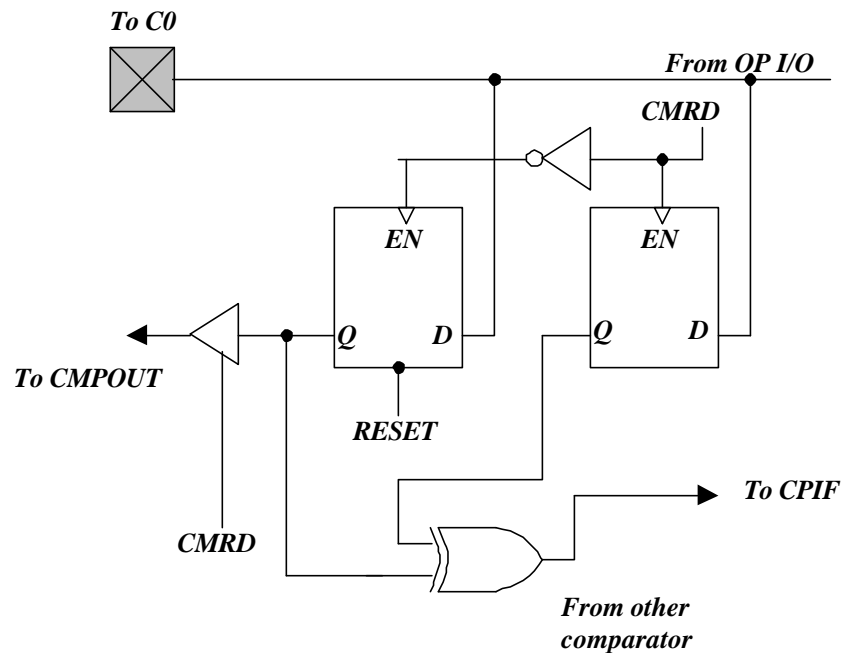 To C0
From OP I/O
CMRD
EN
EN
Q
D
Q
D
To CMPOUT
RESET
To CPIF
CMRD
From other
comparator